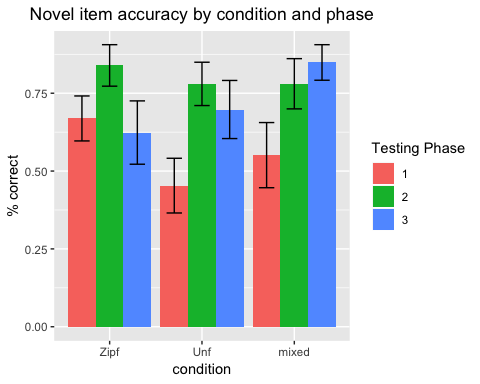 Novel item accuracy by condition and phase
% correct
0.75
0.50
0.25
0.00
Zipf Unf mixed
condition
Testing Phase
1
2
3